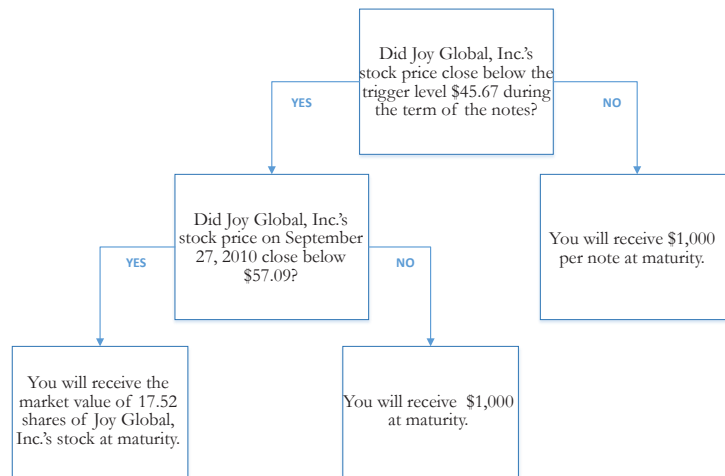 Did Joy Global, Inc.'s
stock price close below the
trigger level $45.67 during
the term of the notes?
YES
NO
Did Joy Global, Inc.'s
stock price on September
27, 2010 close below
$57.09?
You will receive $1,000
per note at maturity.
YES
NO
You will receive the
market value of 17.52
shares of Joy Global,
Inc.'s stock at maturity.
You will receive $1,000
at maturity.